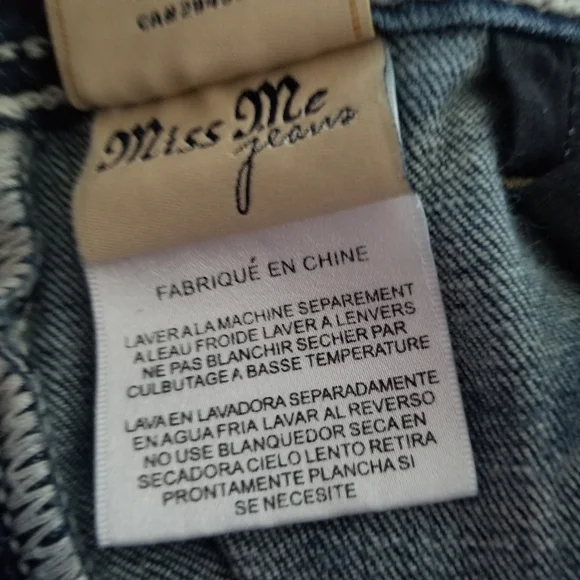 Miss Me
jeans
FABRIQUÉ EN CHINE
LAVER A LA MACHINE SEPAREMENT
A LEAU FROIDE LAVER A LENVERS
NE PAS BLANCHIR SECHER PAR
CULBUTAGE A BASSE TEMPERATURE
LAVA EN LAVADORA SEPARADAMENTE
EN AGUA FRIA LAVAR AL REVERSO
NO USE BLANQUEDOR SECA EN
SECADORA CIELO LENTO RETIRA
PRONTAMENTE PLANCHA SI
SE NECESITE